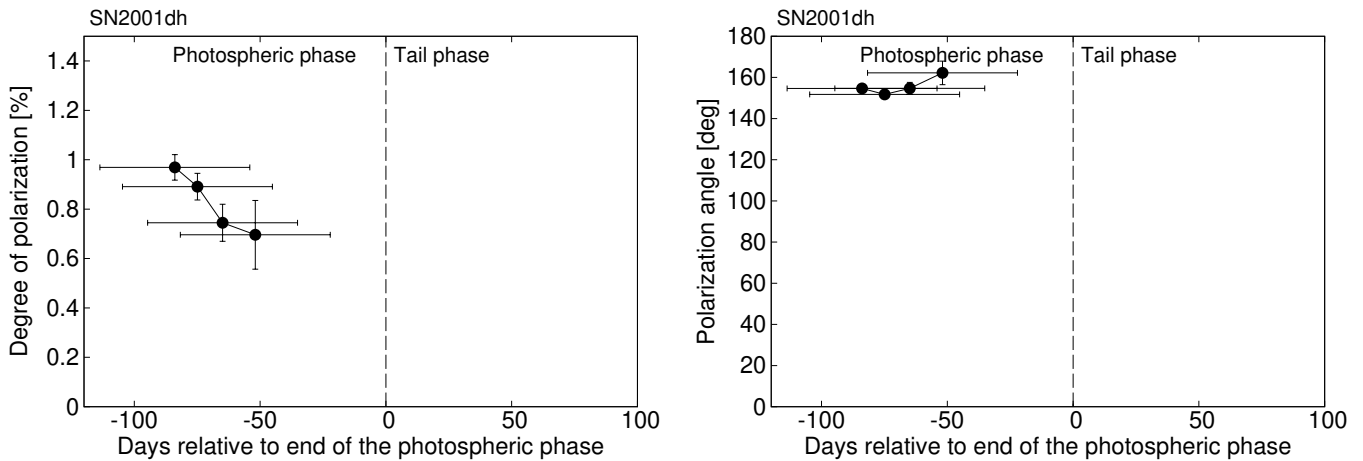 SN2001dh
Photospheric phase
Tail phase
1.4
1.2
1
0.8
0.6
0.4
0.2
0
Degree of polarization [%]
-100
-50
0
50
100
Days relative to end of the photospheric phase
SN2001dh
Photospheric phase
Tail phase
180
160
140
120
100
80
60
40
20
0
Polarization angle [deg]
-100
-50
0
50
100
Days relative to end of the photospheric phase